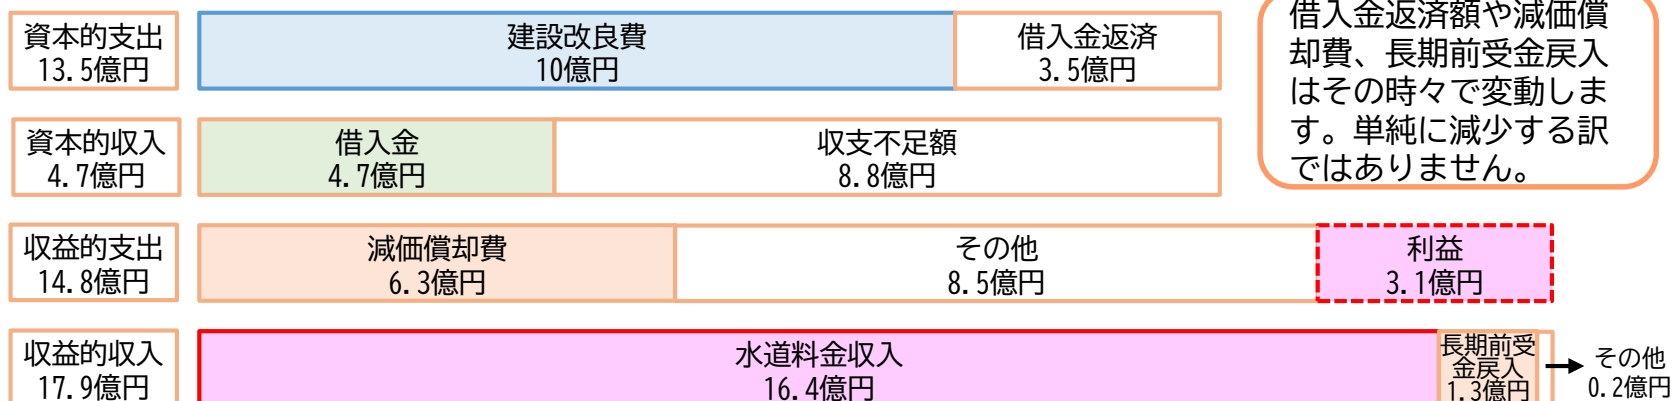 資本的支出
13.5億円
建設改良費
10億円
借入金返済
3.5億円
借入金返済額や減価償
却費、長期前受金戻入
はその時々で変動しま
す。単純に減少する訳
ではありません。
資本的収入
4.7億円
借入金
4.7億円
収支不足額
8.8億円
収益的支出
14.8億円
減価償却費
6.3億円
その他
8.5億円
利益
3.1億円
収益的収入
17.9億円
水道料金収入
16.4億円
長期前受
金戻入
1.3億円
その他
0.2億円